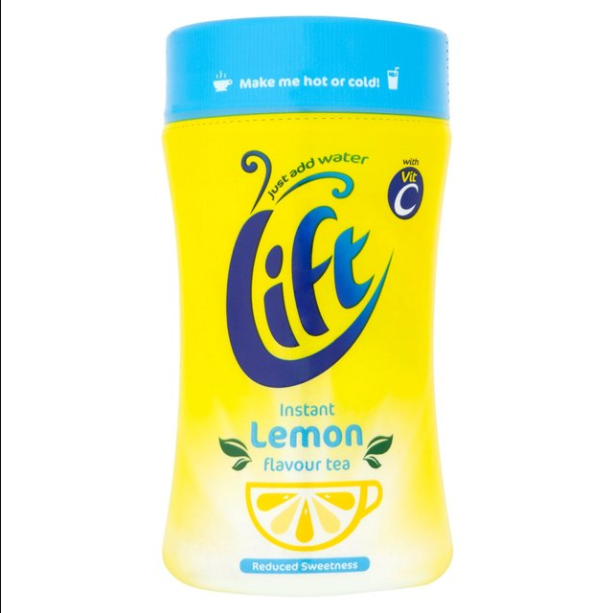 Make me hot or cold!
just add water
with
Vit
C
Lift
Instant
Lemon
flavour tea
Reduced Sweetness